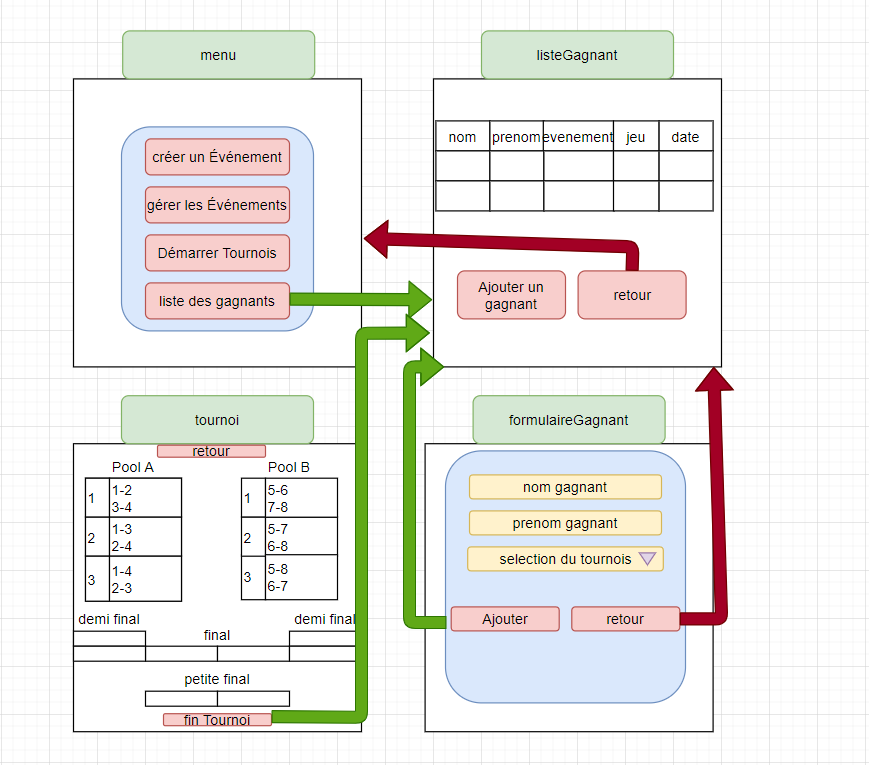 menu
créer un Événement
gérer les Événements
Démarrer Tournois
liste des gagnants
listeGagnant
nom prenom evenement jeu date
Ajouter un
gagnant
retour
tournoi
retour
Pool A
1
1-2
3-4
2
1-3
2-4
3
1-4
2-3
Pool B
1
5-6
7-8
2
5-7
6-8
3
5-8
6-7
demi final
final
demi final
petite final
fin Tournoi
formulaireGagnant
nom gagnant
prenom gagnant
selection du tournois
Ajouter
retour